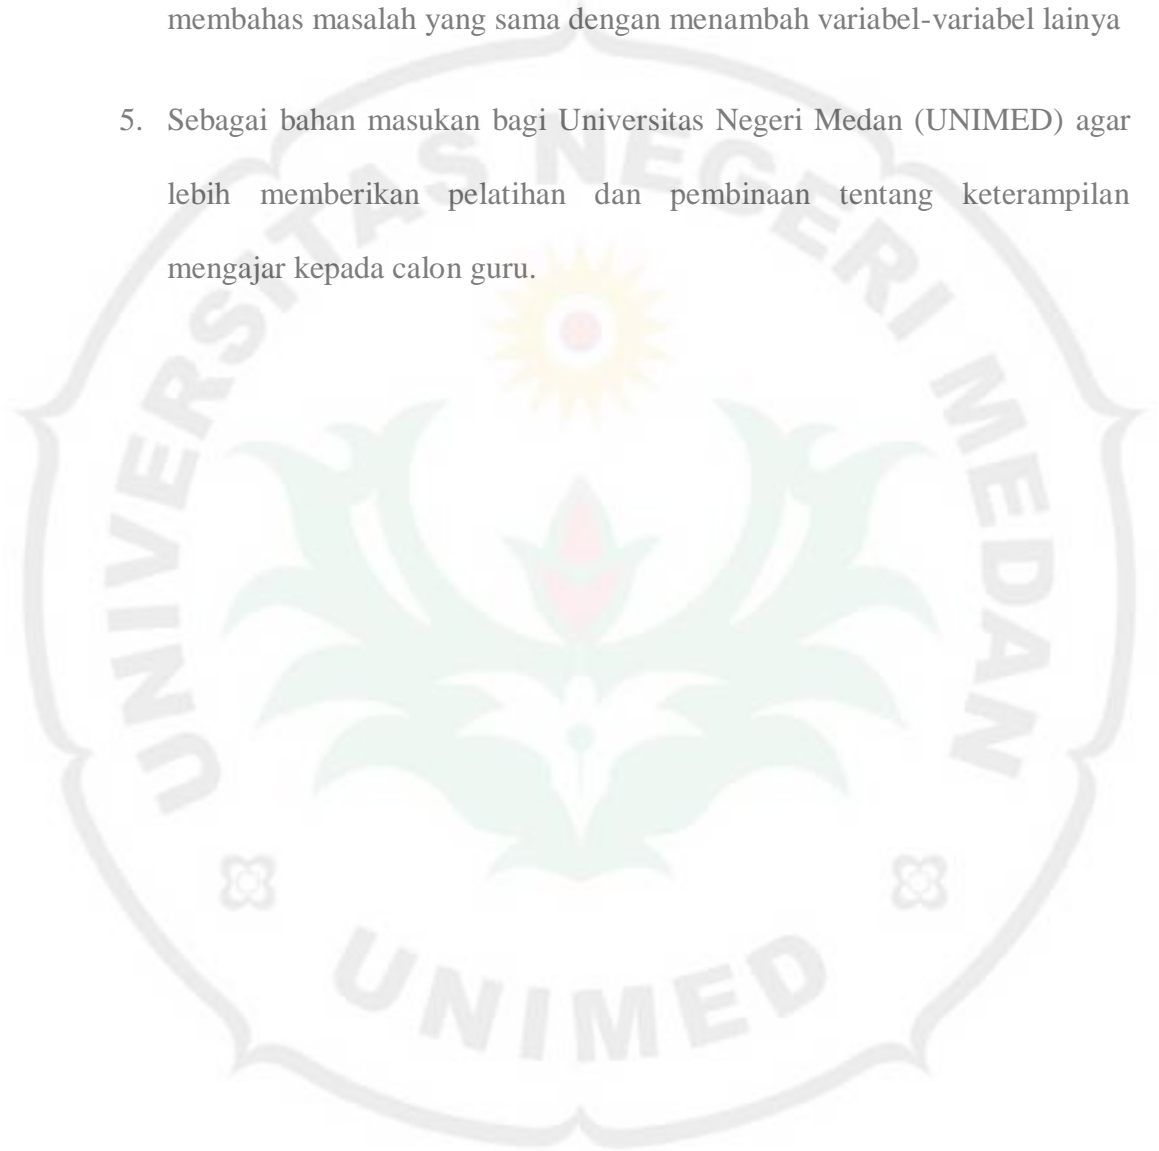 membahas masalah yang sama dengan menambah variabel-variabel lainya
5. Sebagai bahan masukan bagi Universitas Negeri Medan (UNIMED) agar
lebih memberikan pelatihan dan pembinaan tentang keterampilan
mengajar kepada calon guru.
UNIVERSITAS NEGERI MEDAN
UNIMED